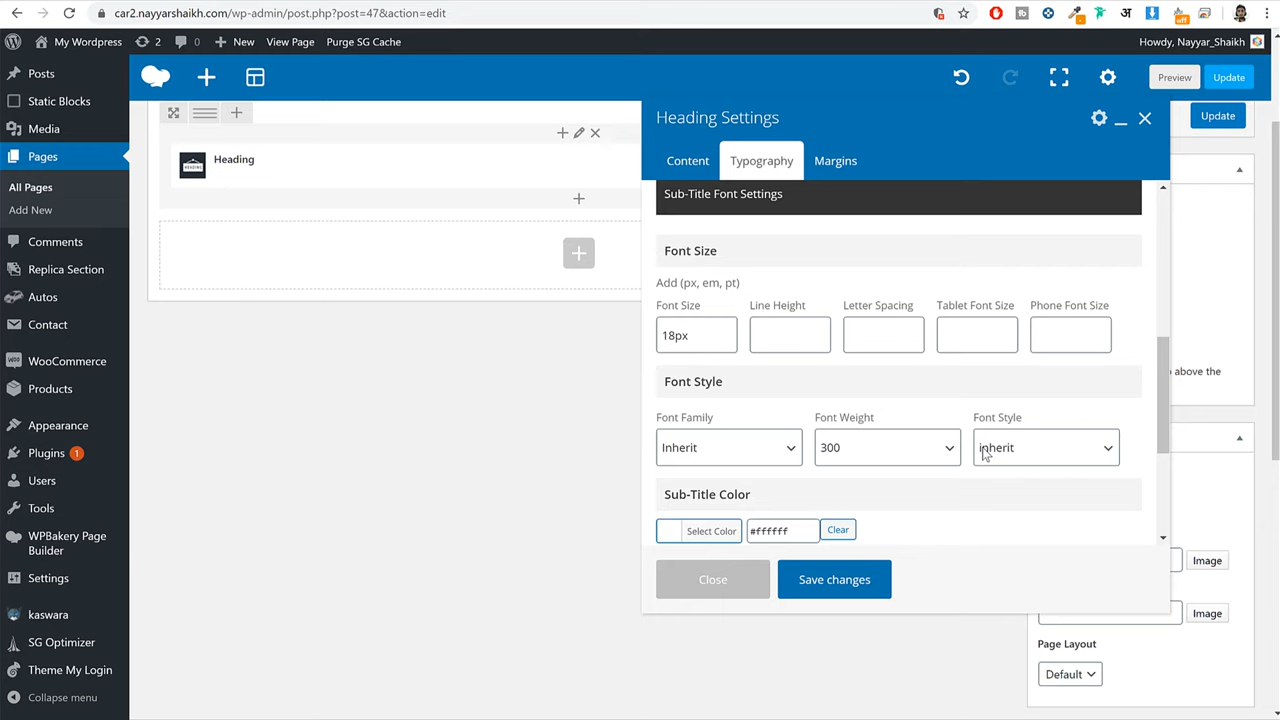 car2.nayyarshaikh.com/wp-admin/post.php?post=47&action=edit
अ
off
My Wordpress
2
0
New
View Page
Purge SG Cache
Howdy, Nayyar_Shaikh
Posts
Static Blocks
Media
Pages
All Pages
Add New
Comments
Replica Section
Autos
Contact
WooCommerce
Products
Appearance
Plugins 1
Users
Tools
WPBakery Page
Builder
Settings
kaswara
SG Optimizer
Theme My Login
Collapse menu
Preview
Update
Update
HEADING
Heading
Heading Settings
Content
Typography
Margins
Sub-Title Font Settings
Font Size
Add (px, em, pt)
Font Size
Line Height
Letter Spacing
Tablet Font Size
Phone Font Size
18px
Font Style
Font Family
Font Weight
Font Style
Inherit
300
inherit
Sub-Title Color
Select Color
#ffffff
Clear
Close
Save changes
above the
Image
Image
Page Layout
Default